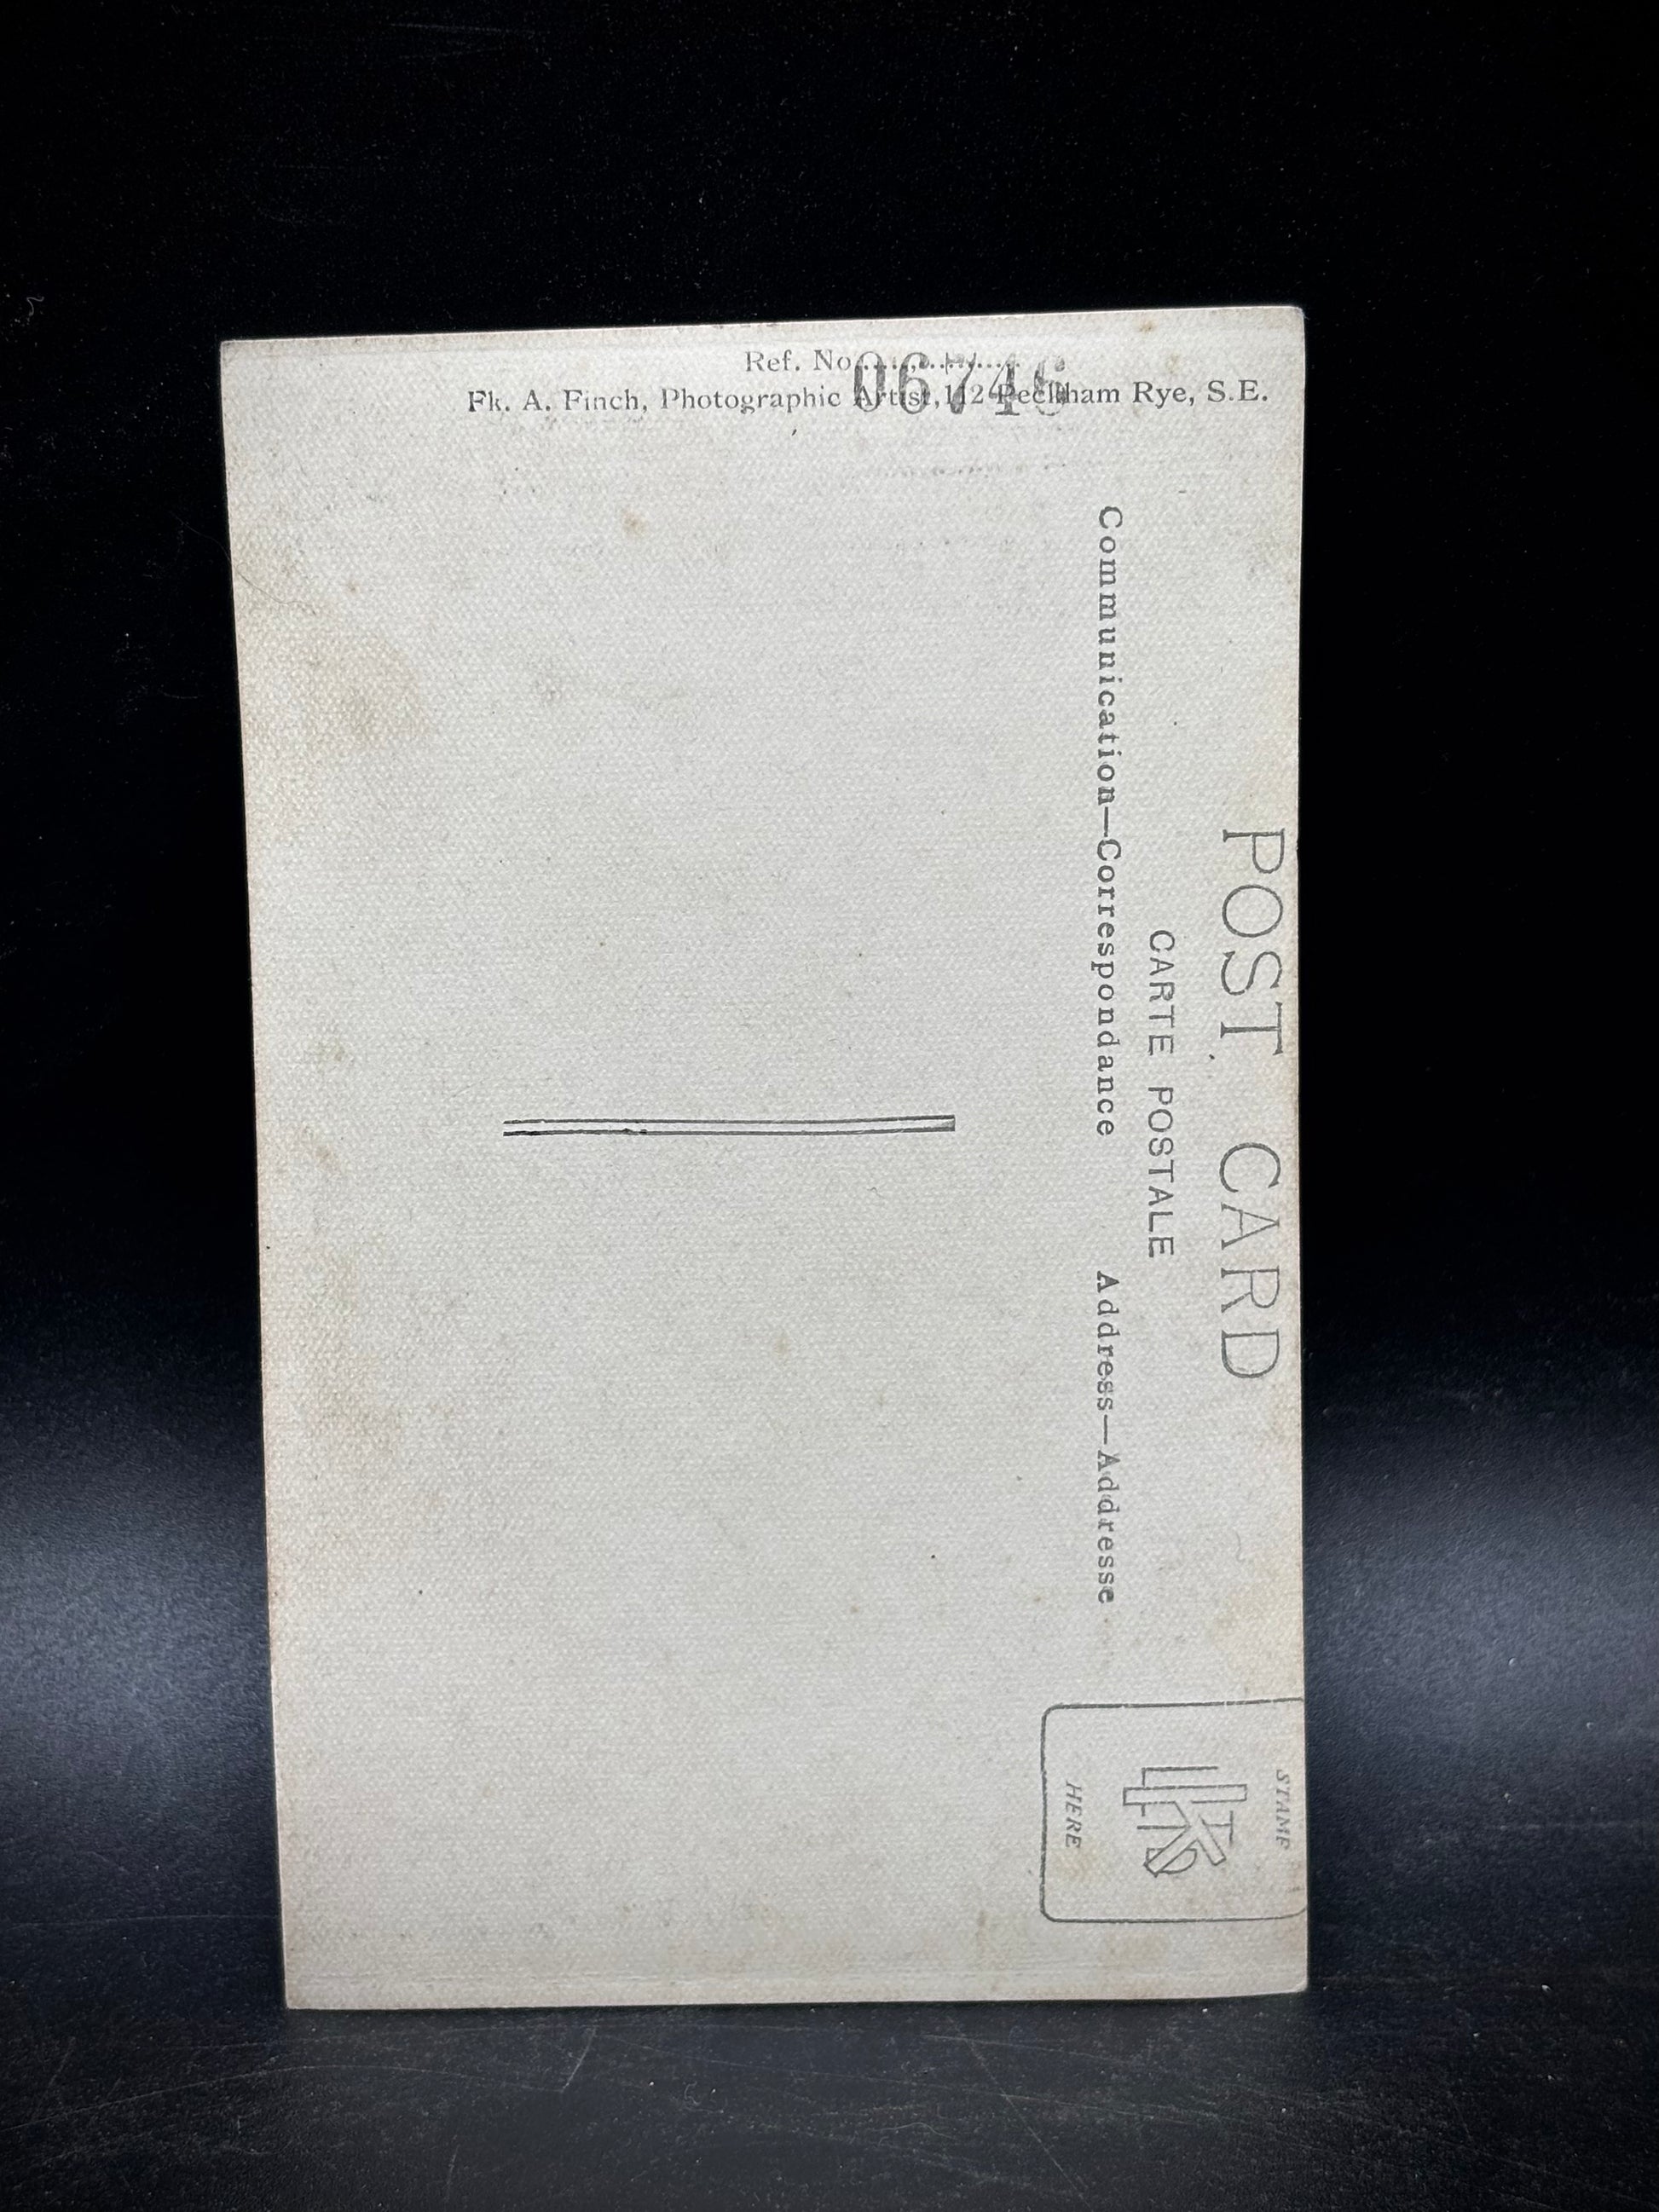 Ref. No.
Fk. A. Finch, Photographic Artist, 112 Peckham Rye, S.E.
POST CARD
CARTE POSTALE
Communication—Correspondance
Address—Addresse
STAMP
HERE